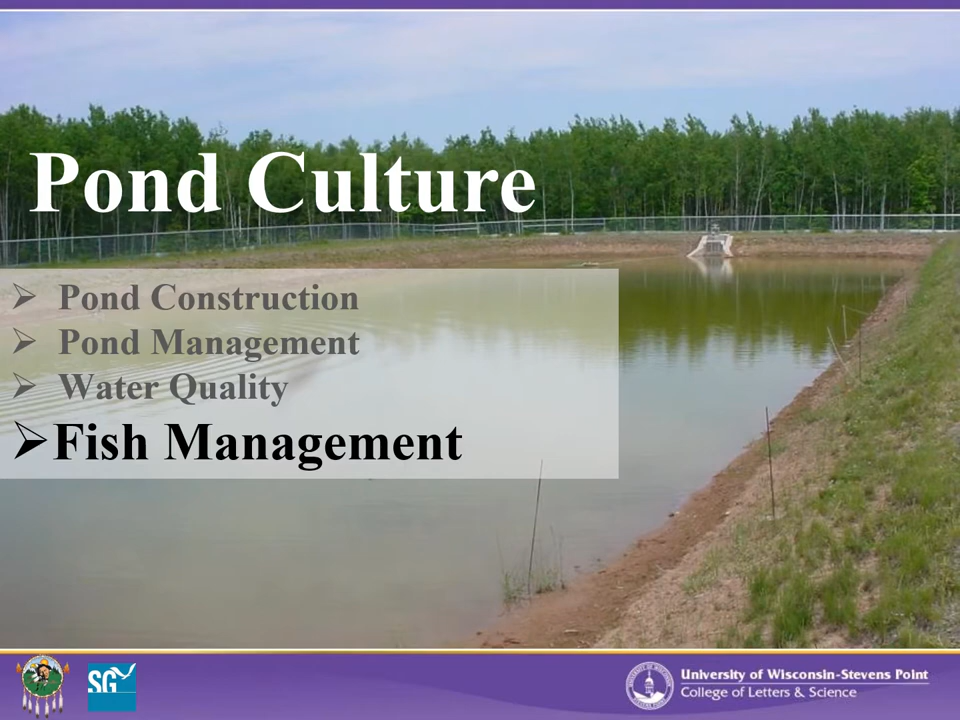 Pond Culture
➢ Pond Construction
➢ Pond Management
➢ Water Quality
➢Fish Management
SG
University of Wisconsin-Stevens Point
College of Letters & Science